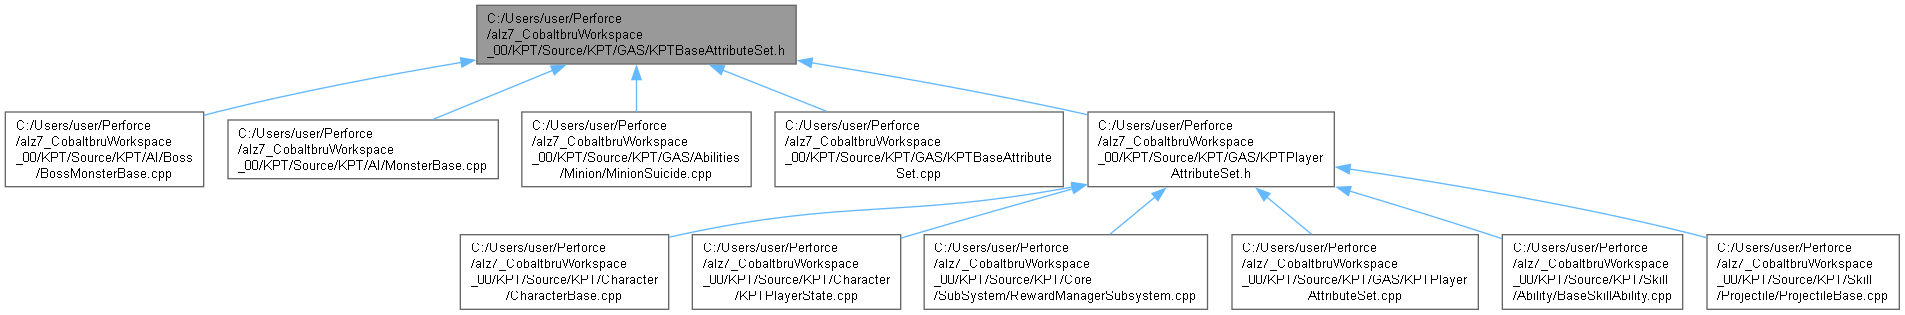 C:/Users/user/Perforce
/alz7_CobaltbruWorkspace
_00/KPT/Source/KPT/GAS/KPTBaseAttributeSet.h
C:/Users/user/Perforce
/alz7_CobaltbruWorkspace
_00/KPT/Source/KPT/AI/Boss
/BossMonsterBase.cpp
C:/Users/user/Perforce
/alz7_CobaltbruWorkspace
_00/KPT/Source/KPT/AI/MonsterBase.cpp
C:/Users/user/Perforce
/alz7_CobaltbruWorkspace
_00/KPT/Source/KPT/GAS/Abilities
/Minion/MinionSuicide.cpp
C:/Users/user/Perforce
/alz7_CobaltbruWorkspace
_00/KPT/Source/KPT/GAS/KPTBaseAttribute
Set.cpp
C:/Users/user/Perforce
/alz7_CobaltbruWorkspace
_00/KPT/Source/KPT/GAS/KPTPlayer
AttributeSet.h
C:/Users/user/Perforce
/alz7_CobaltbruWorkspace
_00/KPT/Source/KPT/Character
/CharacterBase.cpp
C:/Users/user/Perforce
/alz7_CobaltbruWorkspace
_00/KPT/Source/KPT/Character
/KPTPlayerState.cpp
C:/Users/user/Perforce
/alz7_CobaltbruWorkspace
_00/KPT/Source/KPT/Core
/SubSystem/RewardManagerSubsystem.cpp
C:/Users/user/Perforce
/alz7_CobaltbruWorkspace
_00/KPT/Source/KPT/GAS/KPTPlayer
AttributeSet.cpp
C:/Users/user/Perforce
/alz7_CobaltbruWorkspace
_00/KPT/Source/KPT/Skill
/Ability/BaseSkillAbility.cpp
C:/Users/user/Perforce
/alz7_CobaltbruWorkspace
_00/KPT/Source/KPT/Skill
/Projectile/ProjectileBase.cpp